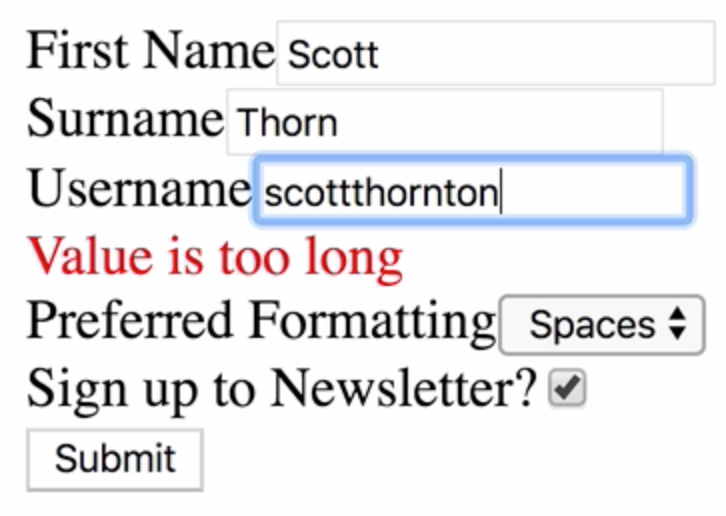 First Name Scott
Surname Thorn
Username scottthornton
Value is too long
Preferred Formatting Spaces
Sign up to Newsletter?
Submit